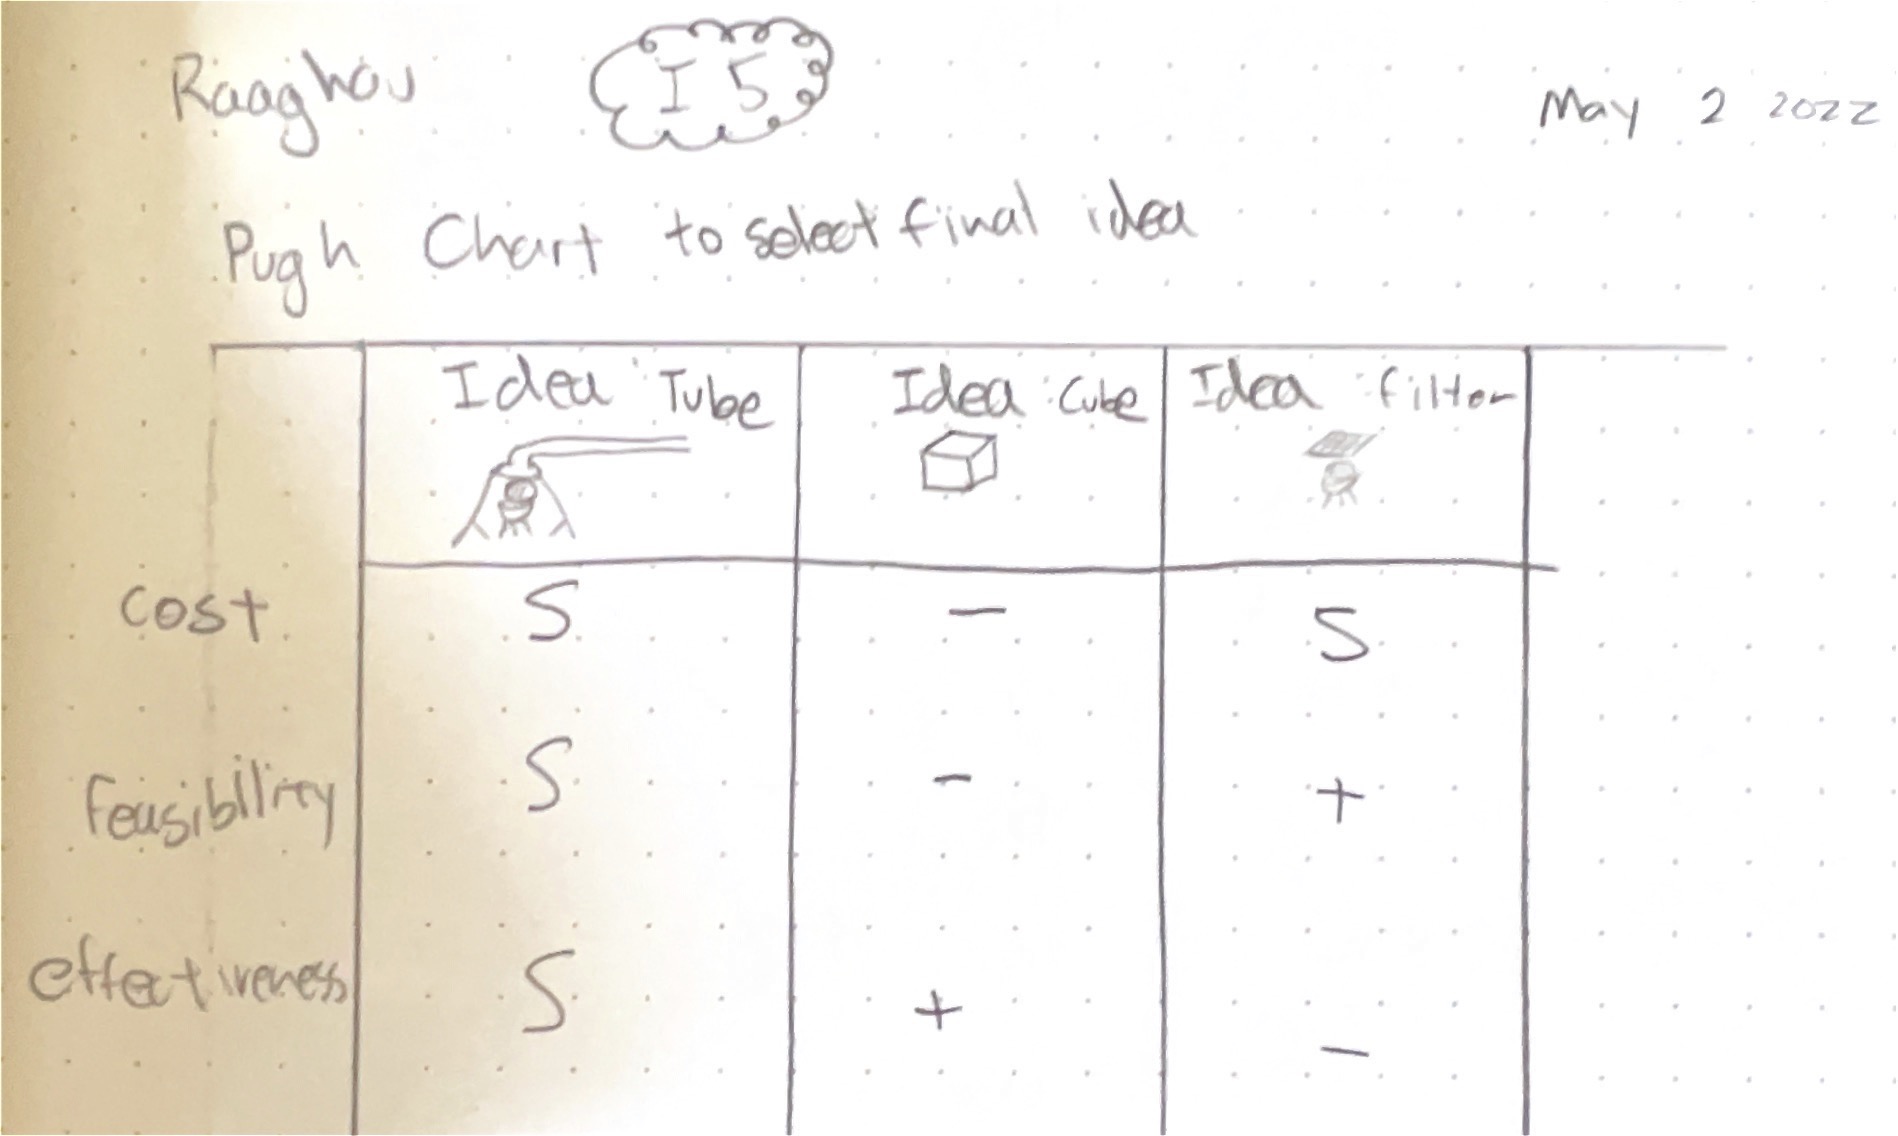 Raaghav I 5 May 2 2022
Pugh Chart to select final idea
Idea Tube Idea Cube Idea filter
Cost S - S
feasibility S - +
effectiveness S + -